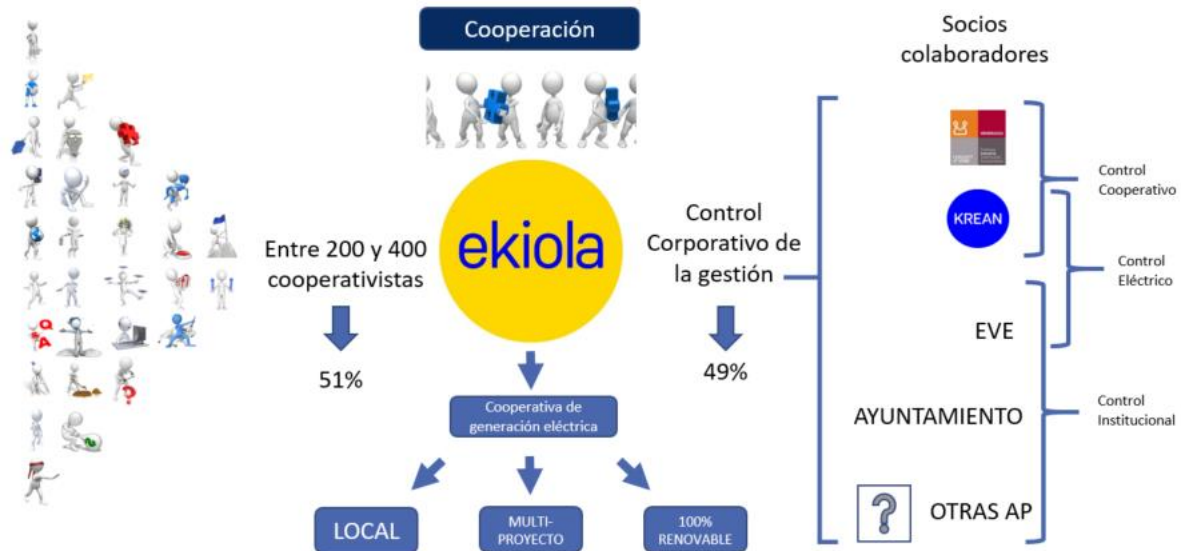 Cooperación
Socios
colaboradores
Entre 200 y 400
cooperativistas
51%
ekiola
Control
Corporativo de
la gestión
49%
KREAN
EVE
AYUNTAMIENTO
?
OTRAS AP
Control
Cooperativo
Control
Eléctrico
Control
Institucional
Cooperativa de
generación eléctrica
LOCAL
MULTI-
PROYECTO
100%
RENOVABLE
Q
A
?